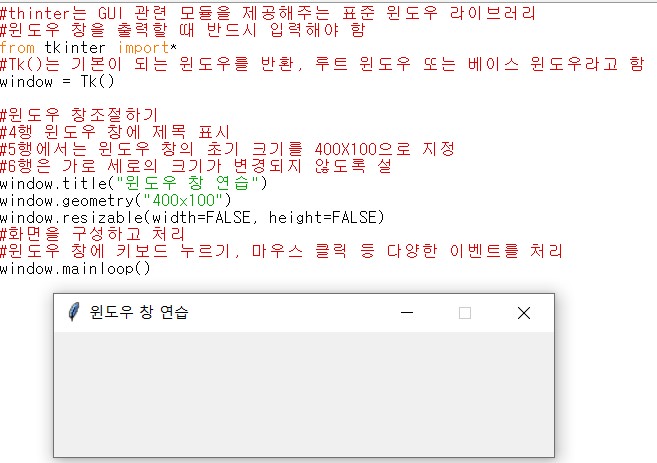 #thinter는 GUI 관련 모듈을 제공해주는 표준 윈도우 라이브러리
#윈도우 창을 출력할 때 반드시 입력해야 함
from tkinter import*
#Tk()는 기본이 되는 윈도우를 반환, 루트 윈도우 또는 베이스 윈도우라고 함
window = Tk()
#윈도우 창조절하기
#4행 윈도우 창에 제목 표시
#5행에서는 윈도우 창의 초기 크기를 400X100으로 지정
#6행은 가로 세로의 크기가 변경되지 않도록 설
window.title("윈도우 창 연습")
window.geometry("400x100")
window.resizable(width=FALSE, height=FALSE)
#화면을 구성하고 처리
#윈도우 창에 키보드 누르기, 마우스 클릭 등 다양한 이벤트를 처리
window.mainloop()
윈도우 창 연습